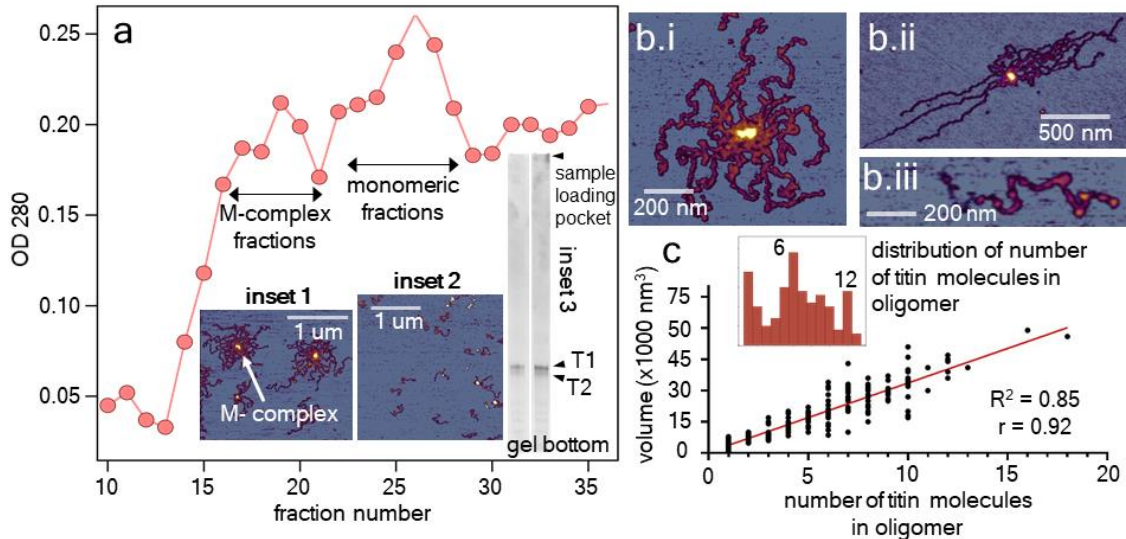 a
0.25
0.20
0.15
0.10
0.05
OD 280
10
15
20
25
30
35
fraction number
M-complex
fractions
monomeric
fractions
inset 1
1 um
M- complex
inset 2
1 um
inset 3
sample
loading
pocket
T1
T2
gel bottom
b.i
200 nm
b.ii
500 nm
b.iii
200 nm
c
6
12
distribution of number
of titin molecules in
oligomer
75
60
45
30
15
0
volume (x1000 nm³)
R² = 0.85
r = 0.92
0
5
10
15
20
number of titin molecules
in oligomer